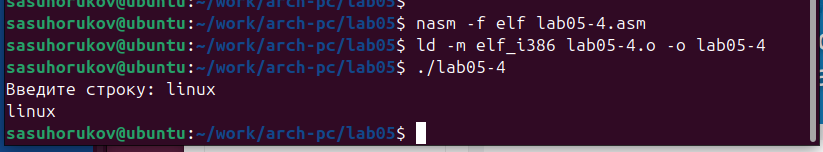 sasuhorukov@ubuntu:~/work/arch-pc/lab05$ nasm -f elf lab05-4.asm
sasuhorukov@ubuntu:~/work/arch-pc/lab05$ ld -m elf_i386 lab05-4.o -o lab05-4
sasuhorukov@ubuntu:~/work/arch-pc/lab05$ ./lab05-4
Введите строку: linux
linux
sasuhorukov@ubuntu:~/work/arch-pc/lab05$